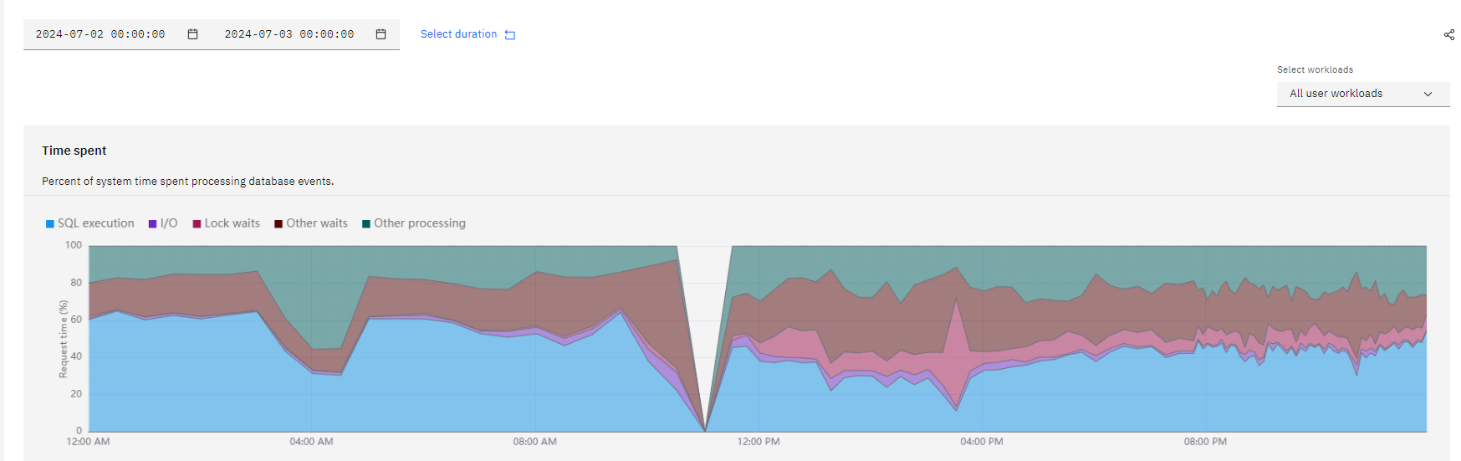 2024-07-02 00:00:00 2024-07-03 00:00:00 Select duration
Select workloads
All user workloads
Time spent
Percent of system time spent processing database events.
SQL execution I/O Lock waits Other waits Other processing
Request time (%)
100
80
60
40
20
0
12:00 AM 04:00 AM 08:00 AM 12:00 PM 04:00 PM 08:00 PM